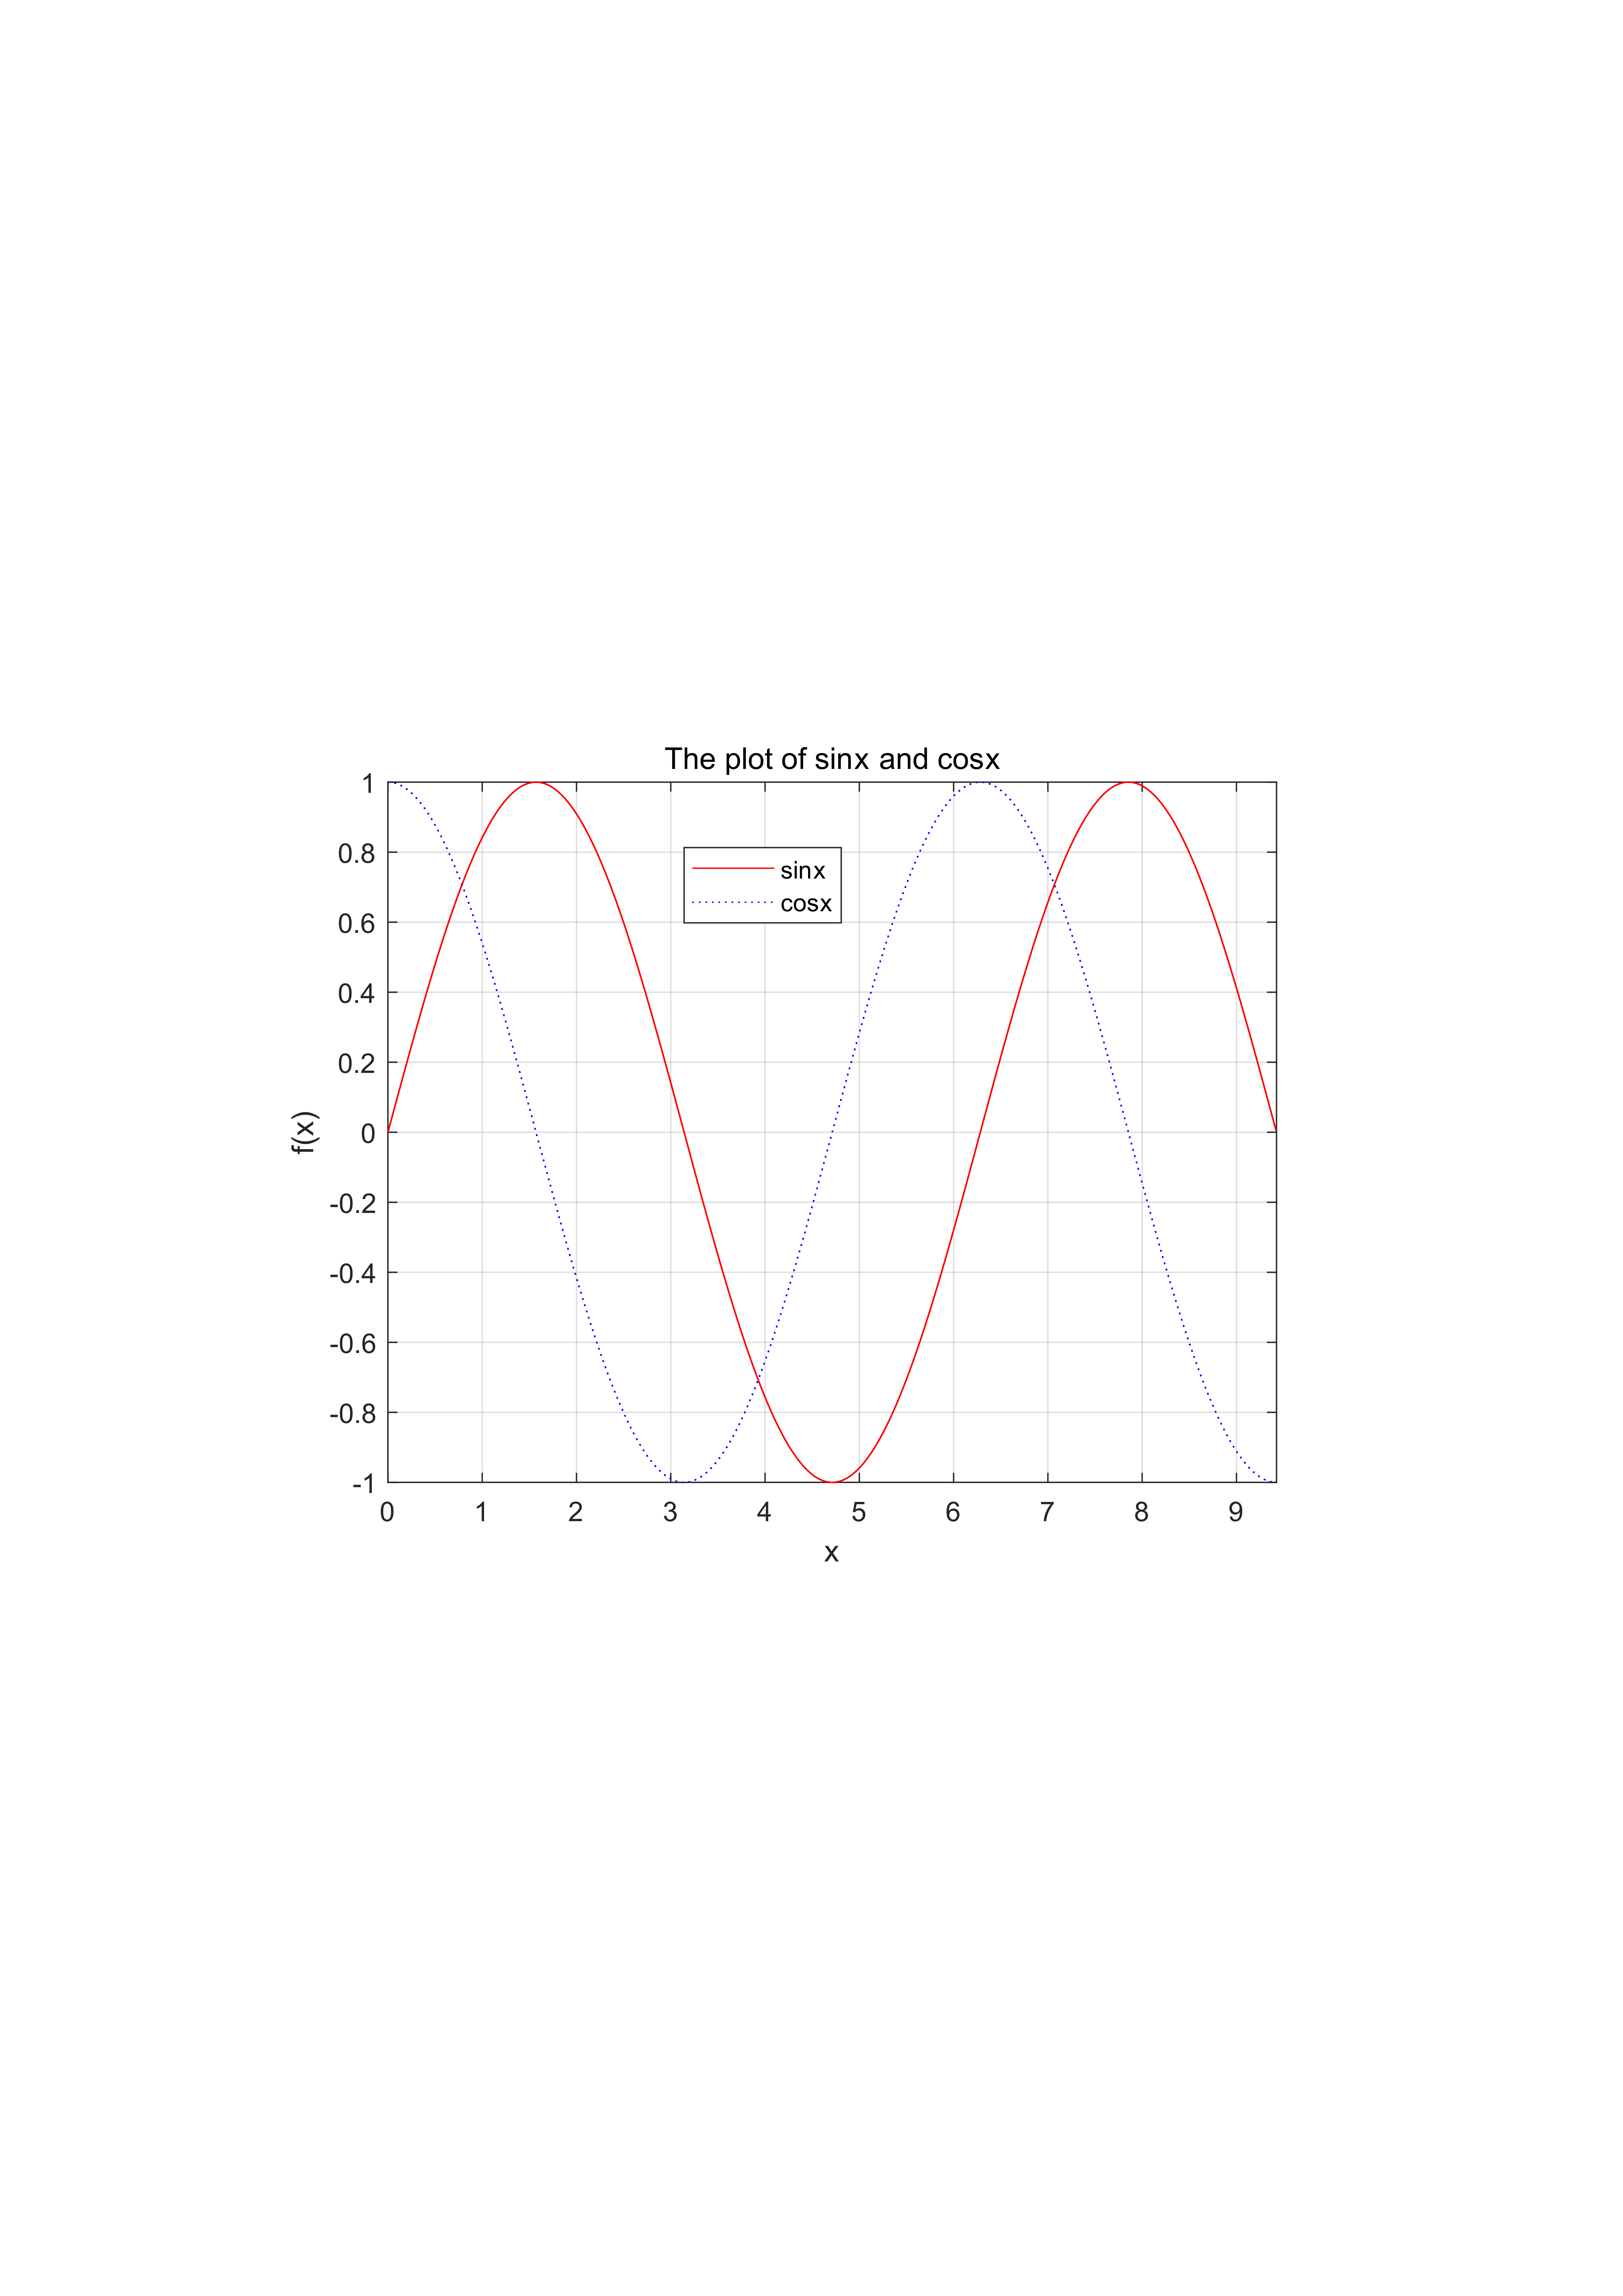 The plot of sinx and cosx
1
0.8
0.6
0.4
0.2
0
-0.2
-0.4
-0.6
-0.8
-1
f(x)
sinx
cosx
0 1 2 3 4 5 6 7 8 9
x